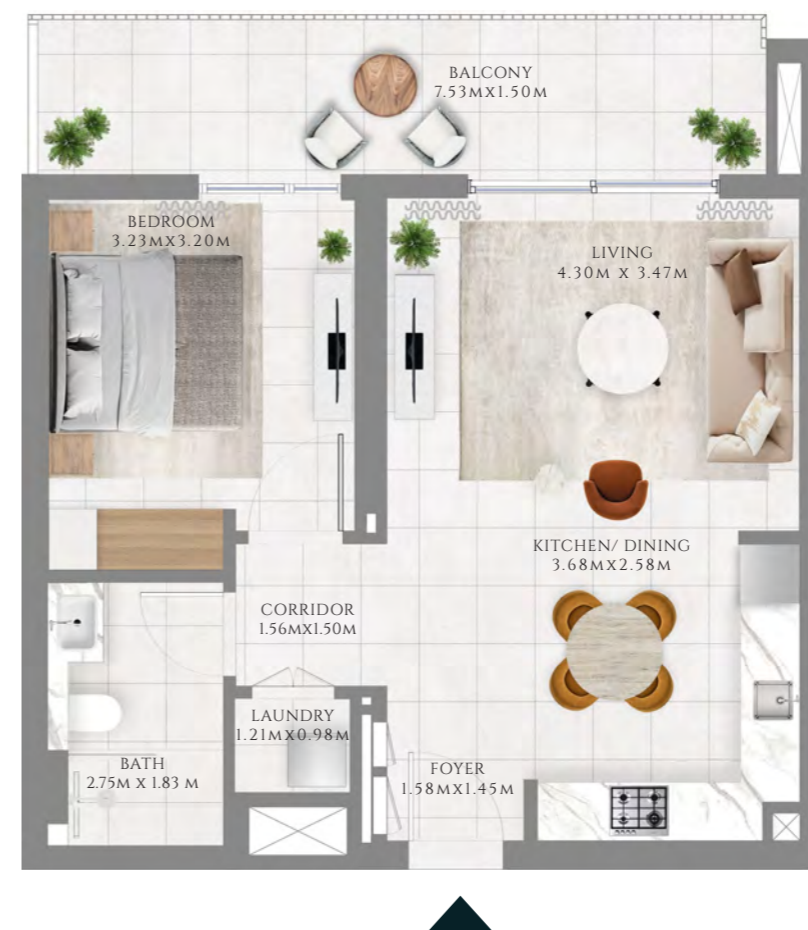 BALCONY
7.53MX1.50M
BEDROOM
3.23MX3.20M
LIVING
4.30M X 3.47M
KITCHEN/ DINING
3.68MX2.58M
CORRIDOR
1.56MX1.50M
LAUNDRY
1.21MX0.98M
BATH
2.75M X 1.83 M
FOYER
1.58MX1.45M